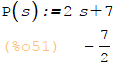 P(s):=2 s+7
(%o51) -7/2